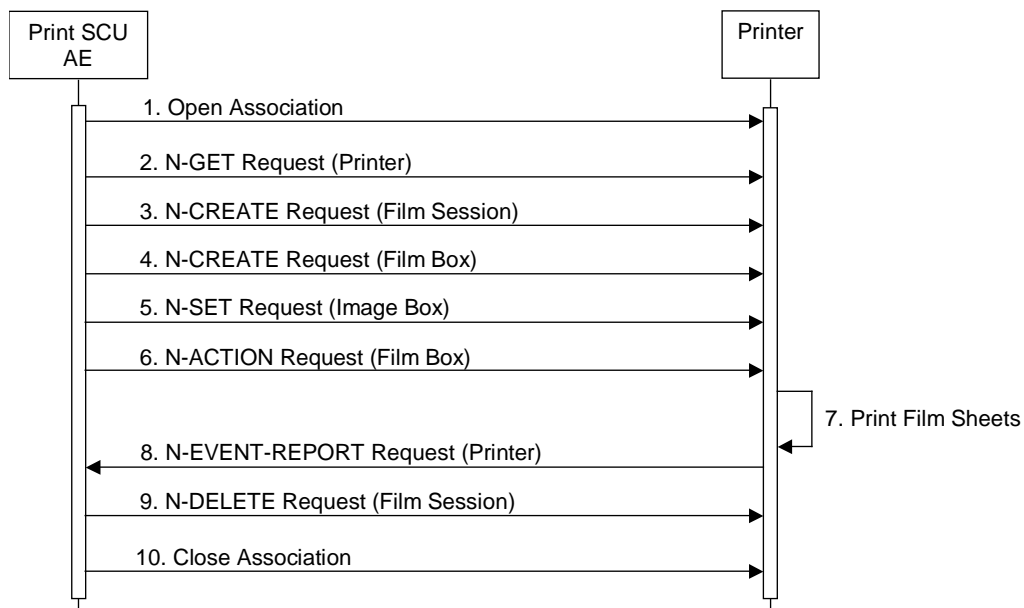 Print SCU
AE
Printer
1. Open Association
2. N-GET Request (Printer)
3. N-CREATE Request (Film Session)
4. N-CREATE Request (Film Box)
5. N-SET Request (Image Box)
6. N-ACTION Request (Film Box)
7. Print Film Sheets
8. N-EVENT-REPORT Request (Printer)
9. N-DELETE Request (Film Session)
10. Close Association